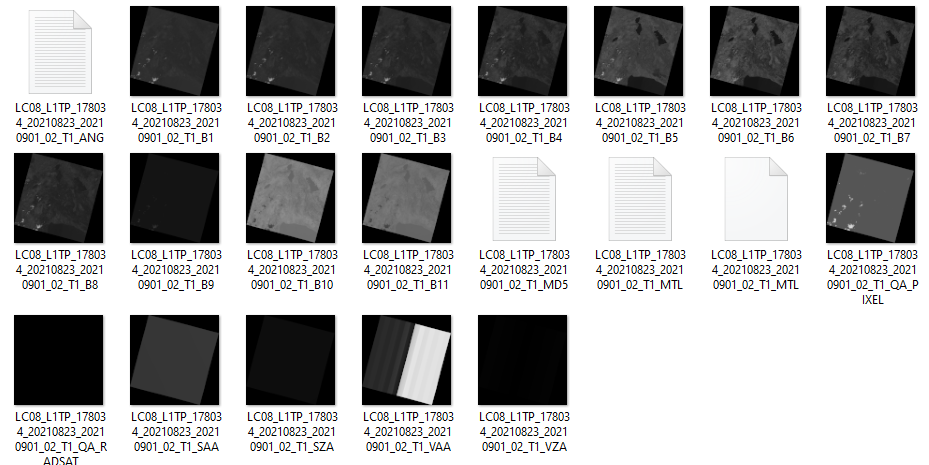 LC08_L1TP_17803 LC08_L1TP_17803 LC08_L1TP_17803 LC08_L1TP_17803 LC08_L1TP_17803 LC08_L1TP_17803 LC08_L1TP_17803 LC08_L1TP_17803
4_20210823_2021 4_20210823_2021 4_20210823_2021 4_20210823_2021 4_20210823_2021 4_20210823_2021 4_20210823_2021 4_20210823_2021
0901_02_T1_ANG 0901_02_T1_B1 0901_02_T1_B2 0901_02_T1_B3 0901_02_T1_B4 0901_02_T1_B5 0901_02_T1_B6 0901_02_T1_B7
LC08_L1TP_17803 LC08_L1TP_17803 LC08_L1TP_17803 LC08_L1TP_17803 LC08_L1TP_17803 LC08_L1TP_17803 LC08_L1TP_17803 LC08_L1TP_17803
4_20210823_2021 4_20210823_2021 4_20210823_2021 4_20210823_2021 4_20210823_2021 4_20210823_2021 4_20210823_2021 4_20210823_2021
0901_02_T1_B8 0901_02_T1_B9 0901_02_T1_B10 0901_02_T1_B11 0901_02_T1_MD5 0901_02_T1_MTL 0901_02_T1_MTL 0901_02_T1_QA_P
IXEL
LC08_L1TP_17803 LC08_L1TP_17803 LC08_L1TP_17803 LC08_L1TP_17803 LC08_L1TP_17803
4_20210823_2021 4_20210823_2021 4_20210823_2021 4_20210823_2021 4_20210823_2021
0901_02_T1_QA_R 0901_02_T1_SAA 0901_02_T1_SZA 0901_02_T1_VAA 0901_02_T1_VZA
ADSAT